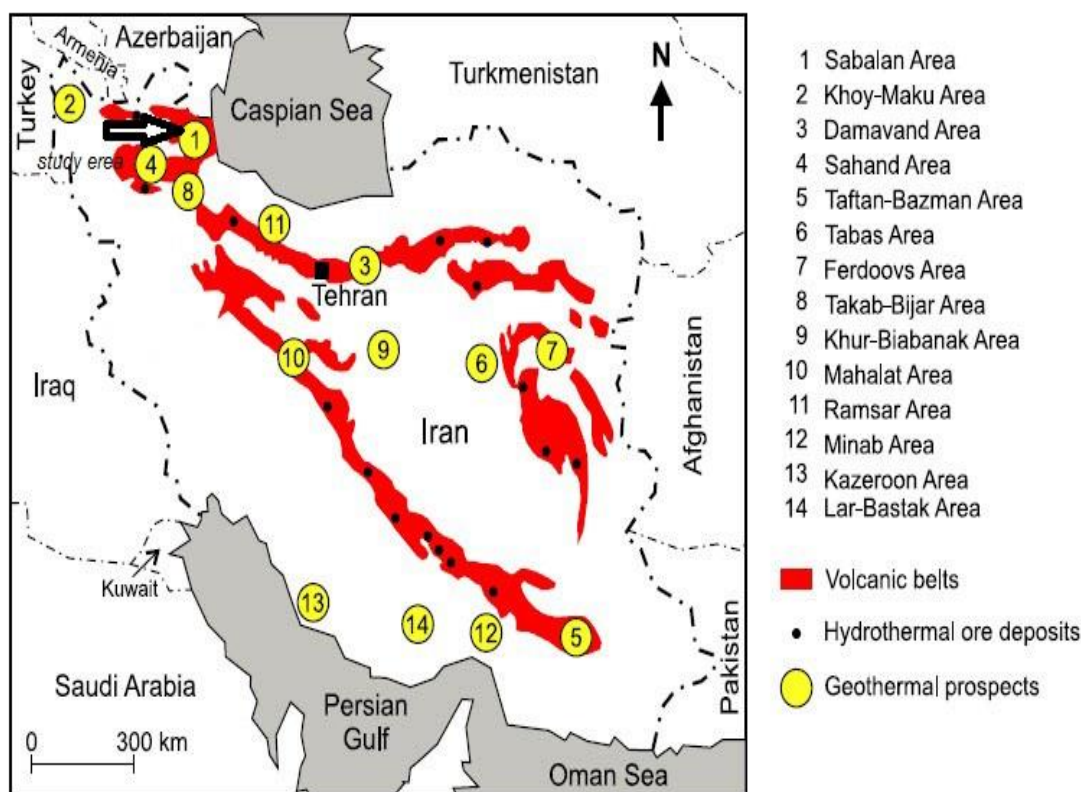 Azerbaijan
Armenia
Turkey
Caspian Sea
Turkmenistan
N
2
1
study erea
4
8
11
3
Tehran
10
9
6
7
Iraq
Iran
Afghanistan
Kuwait
13
14
12
5
Pakistan
Saudi Arabia
Persian
Gulf
Oman Sea
0 300 km
1 Sabalan Area
2 Khoy-Maku Area
3 Damavand Area
4 Sahand Area
5 Taftan-Bazman Area
6 Tabas Area
7 Ferdoovs Area
8 Takab-Bijar Area
9 Khur-Biabanak Area
10 Mahalat Area
11 Ramsar Area
12 Minab Area
13 Kazeroon Area
14 Lar-Bastak Area
Volcanic belts
Hydrothermal ore deposits
Geothermal prospects